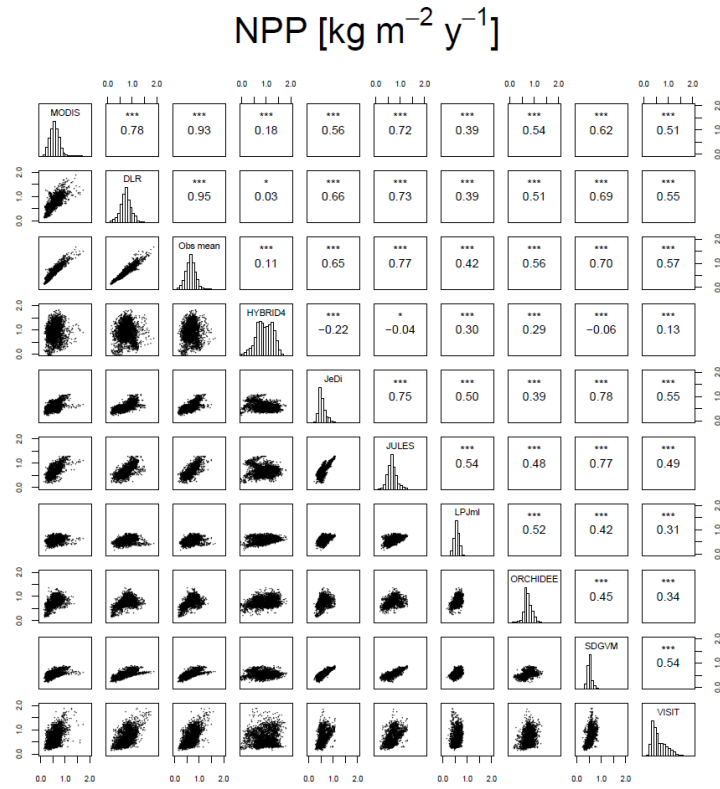 NPP [kg m−2 y−1]
0.0 1.0 2.0 0.0 1.0 2.0 0.0 1.0 2.0 0.0 1.0 2.0 0.0 1.0 2.0
MODIS *** *** *** *** *** *** *** *** ***
0.78 0.93 0.18 0.56 0.72 0.39 0.54 0.62 0.51
0.0 1.0 2.0
DLR *** * *** *** *** *** *** ***
0.95 0.03 0.66 0.73 0.39 0.51 0.69 0.55
0.0 1.0 2.0
Obs mean *** *** *** *** *** *** ***
0.11 0.65 0.77 0.42 0.56 0.70 0.57
0.0 1.0 2.0
HYBRID4 *** * *** *** *** ***
−0.22 −0.04 0.30 0.29 −0.06 0.13
0.0 1.0 2.0
JeDi *** *** *** *** ***
0.75 0.50 0.39 0.78 0.55
0.0 1.0 2.0
JULES *** *** *** ***
0.54 0.48 0.77 0.49
0.0 1.0 2.0
LPJml *** *** ***
0.52 0.42 0.31
0.0 1.0 2.0
ORCHIDEE *** ***
0.45 0.34
0.0 1.0 2.0
SDGVM ***
0.54
0.0 1.0 2.0
VISIT
0.0 1.0 2.0
0.0 1.0 2.0 0.0 1.0 2.0 0.0 1.0 2.0 0.0 1.0 2.0 0.0 1.0 2.0